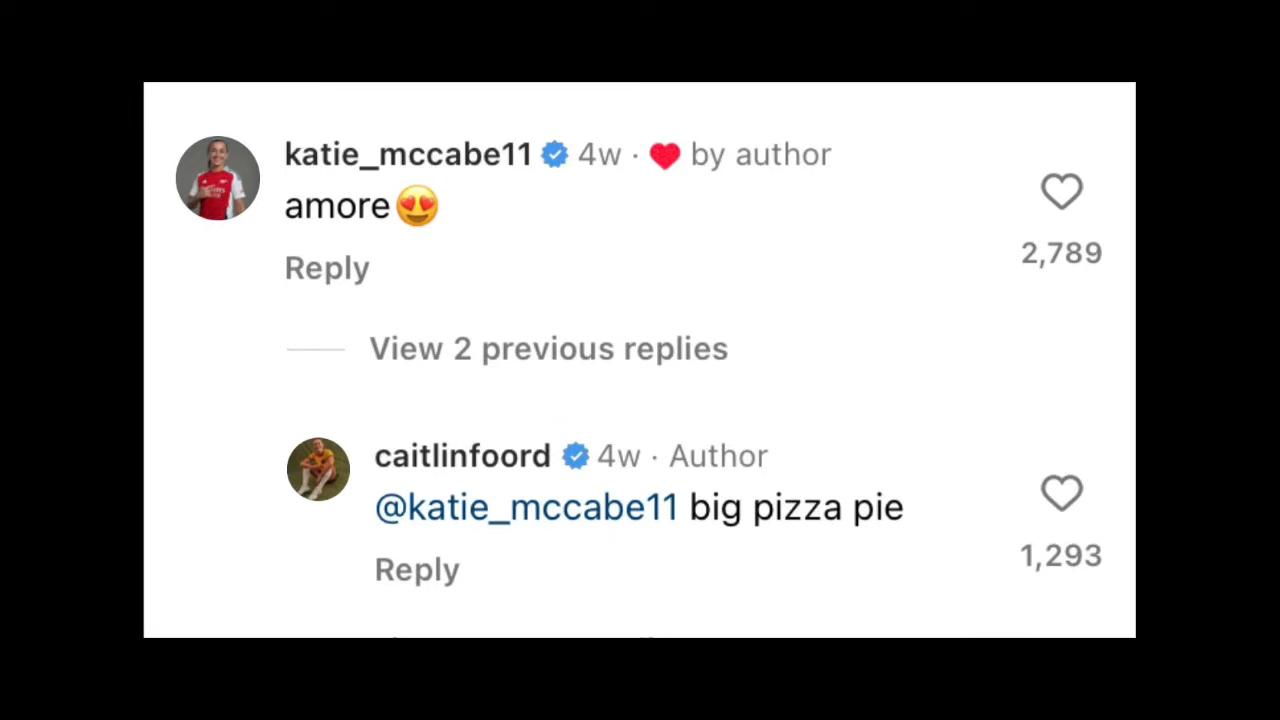 katie_mccabe11 4w · ❤️ by author
amore😍
2,789
Reply
View 2 previous replies
caitlinfoord 4w · Author
@katie_mccabe11 big pizza pie
1,293
Reply